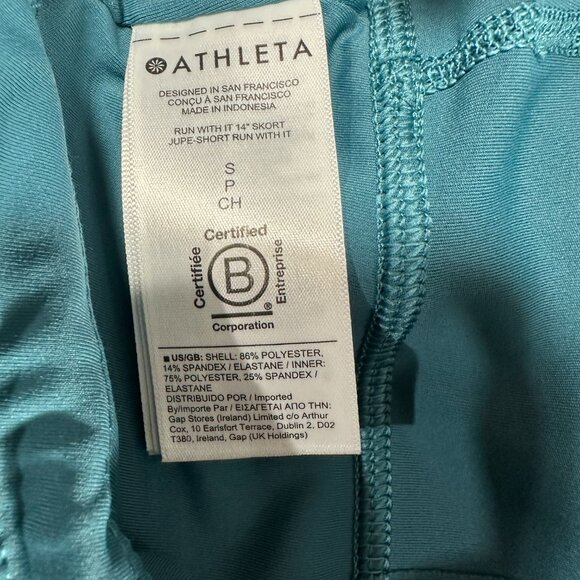 ATHLETA
DESIGNED IN SAN FRANCISCO
CONÇU À SAN FRANCISCO
MADE IN INDONESIA
RUN WITH IT 14" SKORT
JUPE-SHORT RUN WITH IT
S
P
CH
Certified
Certifiée
B
Entreprise
®
Corporation
■ US/GB: SHELL: 86% POLYESTER,
14% SPANDEX / ELASTANE / INNER:
75% POLYESTER, 25% SPANDEX /
ELASTANE
DISTRIBUIDO POR / Imported
By/Importe Par / ΕΙΣΑΓΕΤΑΙ ΑΠΟ ΤΗΝ:
Gap Stores (Ireland) Limited c/o Arthur
Cox, 10 Earlsfort Terrace, Dublin 2, D02
T380, Ireland, Gap (UK Holdings)